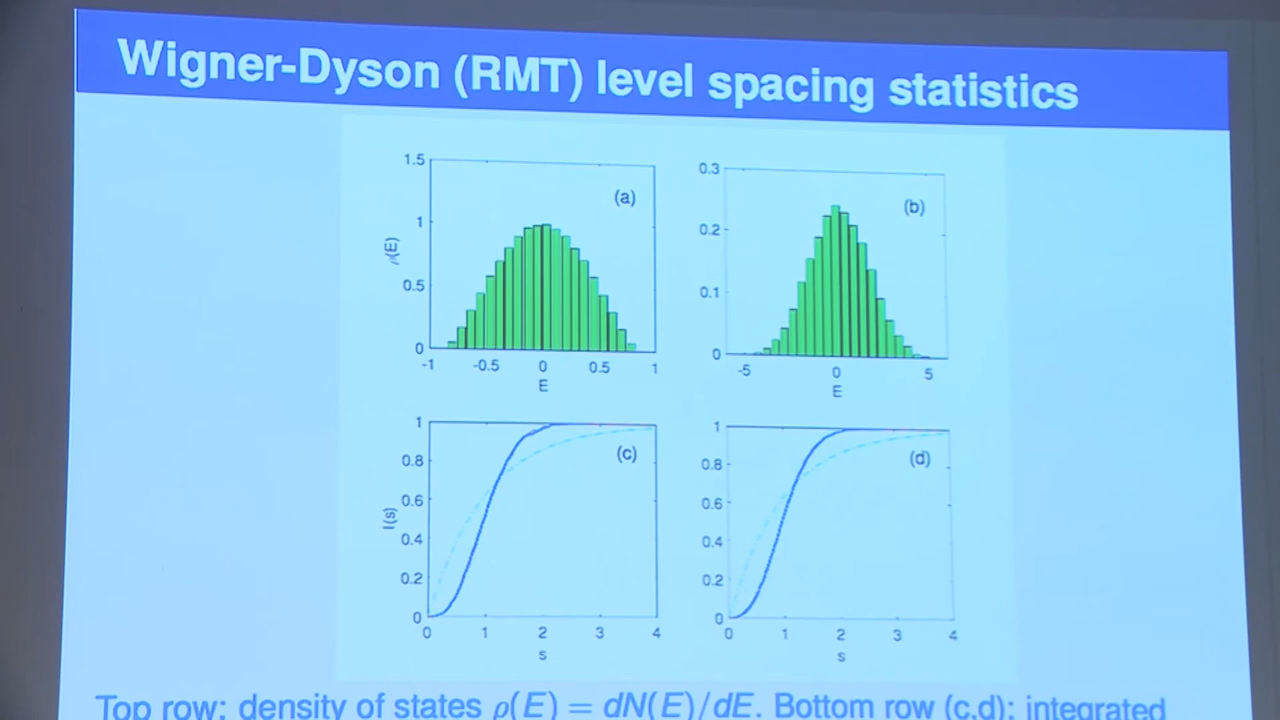 Wigner-Dyson (RMT) level spacing statistics
1.5
1
0.5
0
ρ(E)
(a)
-1 -0.5 0 0.5 1
E
0.3
0.2
0.1
0
(b)
-5 0 5
E
1
0.8
0.6
0.4
0.2
0
I(s)
(c)
0 1 2 3 4
s
1
0.8
0.6
0.4
0.2
0
(d)
0 1 2 3 4
s
Top row: density of states ρ(E) = dN(E)/dE. Bottom row (c,d): integrated